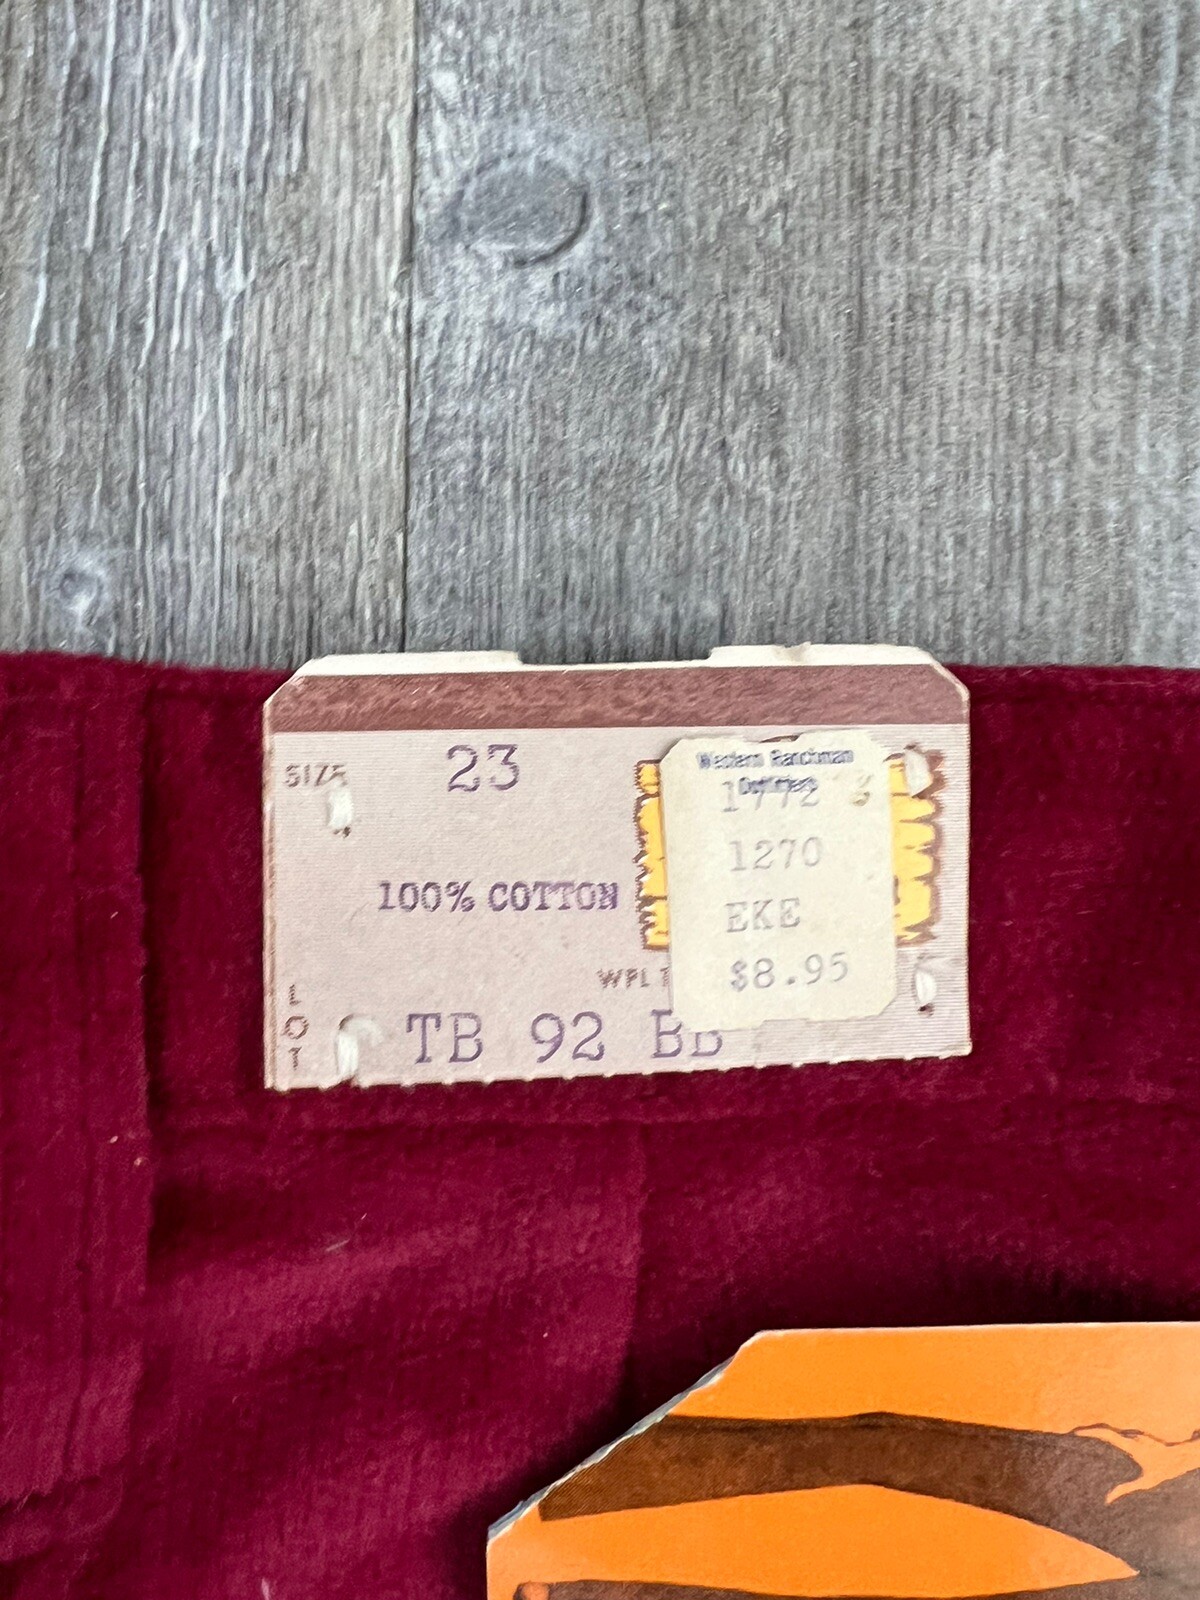 SIZE 23
100% COTTON
WPL
LOT TB 92 BB
Western Ranchman
Outfitters
1772
1270
EKE
$8.95